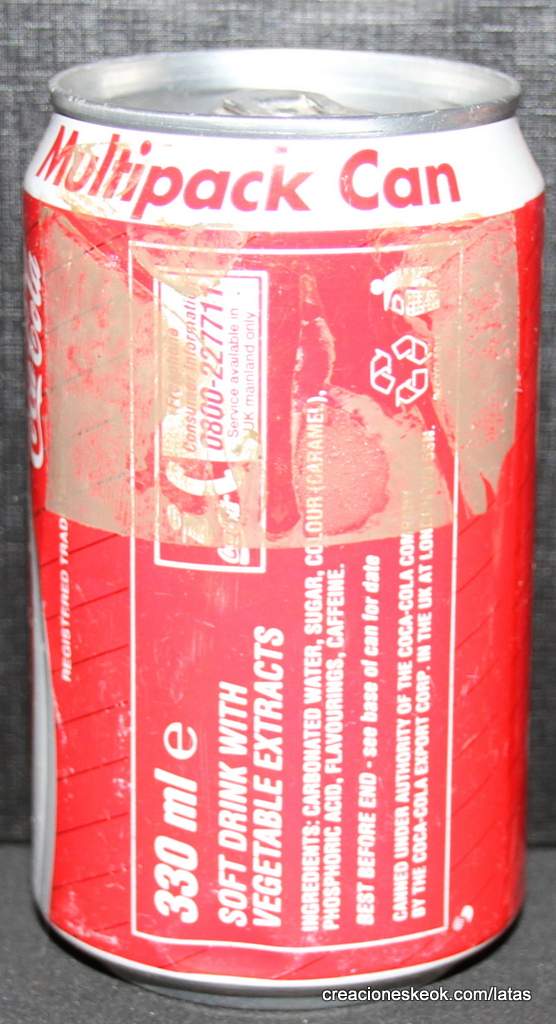 Multipack Can
Coca-Cola
REGISTERED TRAD
330 ml e
SOFT DRINK WITH
VEGETABLE EXTRACTS
Consumer Information
0800-227711
Service available in
UK mainland only
INGREDIENTS: CARBONATED WATER, SUGAR, COLOUR (CARAMEL),
PHOSPHORIC ACID, FLAVOURINGS, CAFFEINE.
BEST BEFORE END - see base of can for date
CANNED UNDER AUTHORITY OF THE COCA-COLA
BY THE COCA-COLA EXPORT CORP. IN THE UK AT
creacioneskeok.com/latas